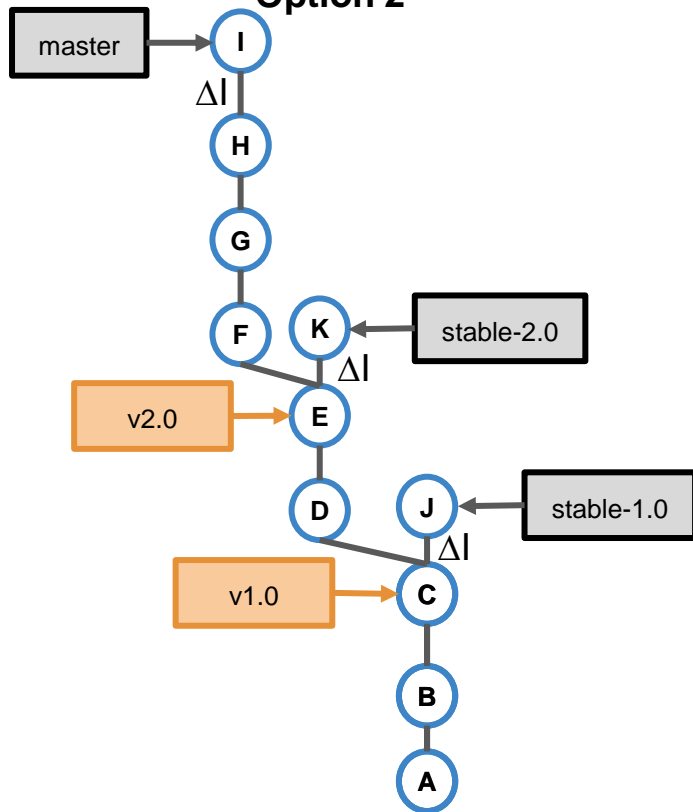 Option 2
master
I
ΔI
H
G
F
K
stable-2.0
ΔI
v2.0
E
D
J
stable-1.0
ΔI
v1.0
C
B
A